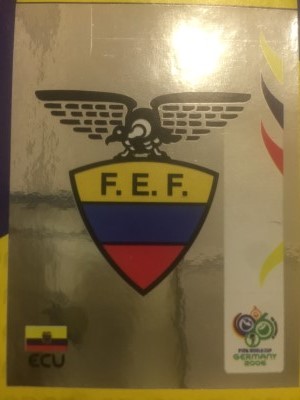 F.E.F.
ECU
FIFA WORLD CUP
GERMANY
2006